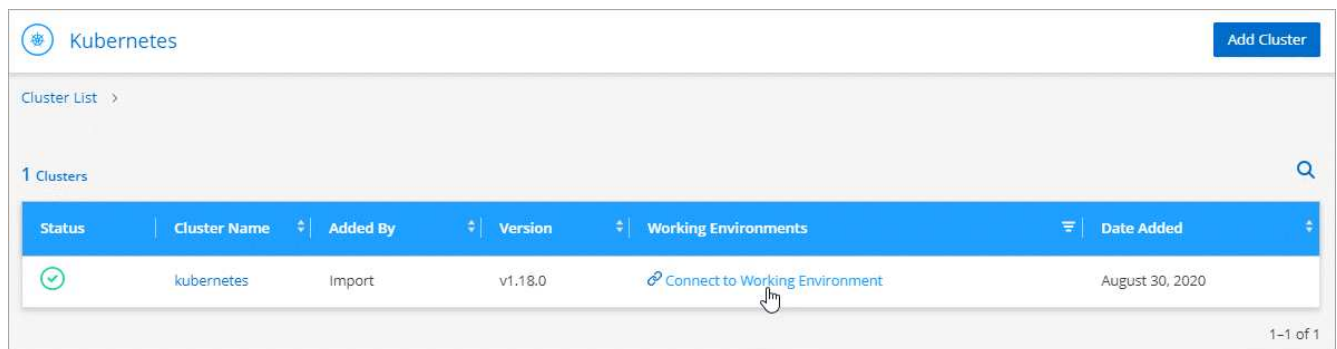 Kubernetes
Add Cluster
Cluster List >
1 Clusters
Status Cluster Name Added By Version Working Environments Date Added
kubernetes Import v1.18.0 Connect to Working Environment August 30, 2020
1–1 of 1